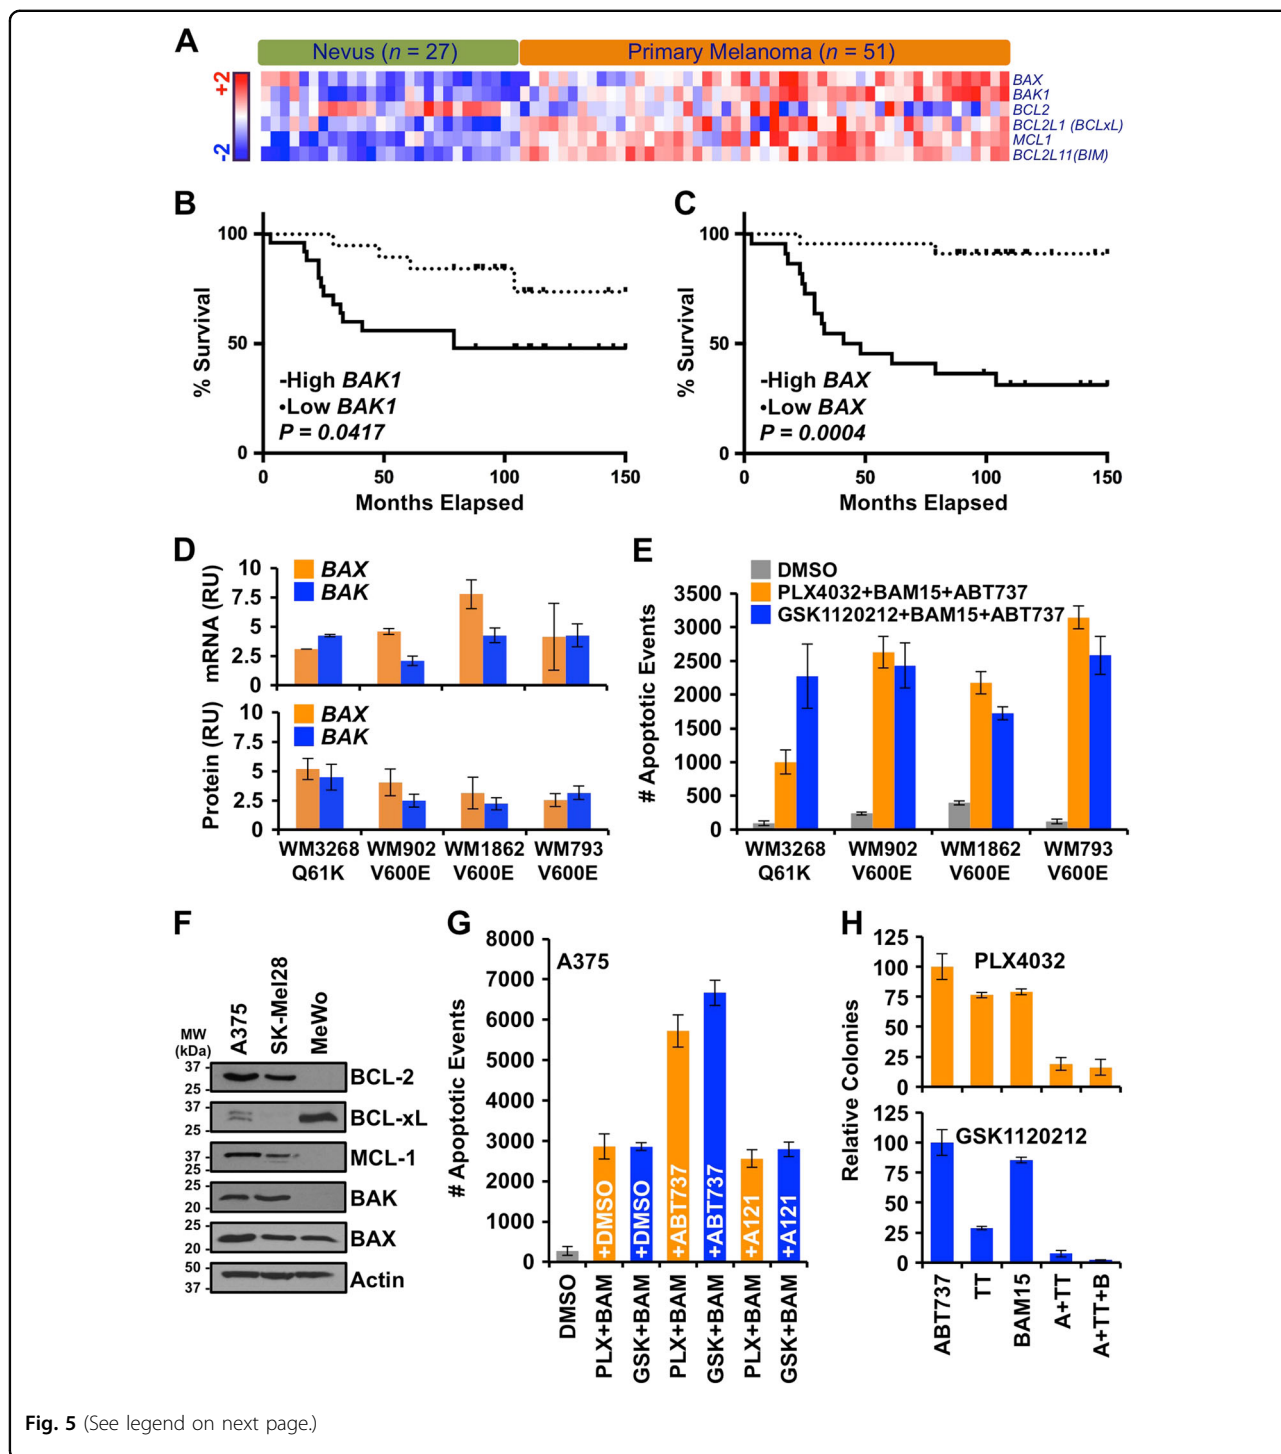 A
Nevus (n = 27)
Primary Melanoma (n = 51)
+2
-2
BAX
BAK1
BCL2
BCL2L1 (BCLxL)
MCL1
BCL2L11(BIM)
B
% Survival
100
50
0
-High BAK1
•Low BAK1
P = 0.0417
0 50 100 150
Months Elapsed
C
% Survival
100
50
0
-High BAX
•Low BAX
P = 0.0004
0 50 100 150
Months Elapsed
D
mRNA (RU)
10
7.5
5
2.5
0
BAX
BAK
Protein (RU)
10
7.5
5
2.5
0
BAX
BAK
WM3268 WM902 WM1862 WM793
Q61K V600E V600E V600E
E
DMSO
PLX4032+BAM15+ABT737
GSK1120212+BAM15+ABT737
# Apoptotic Events
3500
3000
2500
2000
1500
1000
500
0
WM3268 WM902 WM1862 WM793
Q61K V600E V600E V600E
F
MW
(kDa)
A375
SK-Mel28
MeWo
37
25
BCL-2
37
25
BCL-xL
37
25
MCL-1
25
20
BAK
25
20
BAX
50
37
Actin
G
A375
# Apoptotic Events
8000
7000
6000
5000
4000
3000
2000
1000
0
+DMSO
+DMSO
+ABT737
+ABT737
+A121
+A121
DMSO
PLX+BAM
GSK+BAM
PLX+BAM
GSK+BAM
PLX+BAM
GSK+BAM
H
Relative Colonies
125
100
75
50
25
0
PLX4032
125
100
75
50
25
0
GSK1120212
ABT737
TT
BAM15
A+TT
A+TT+B
Fig. 5 (See legend on next page.)